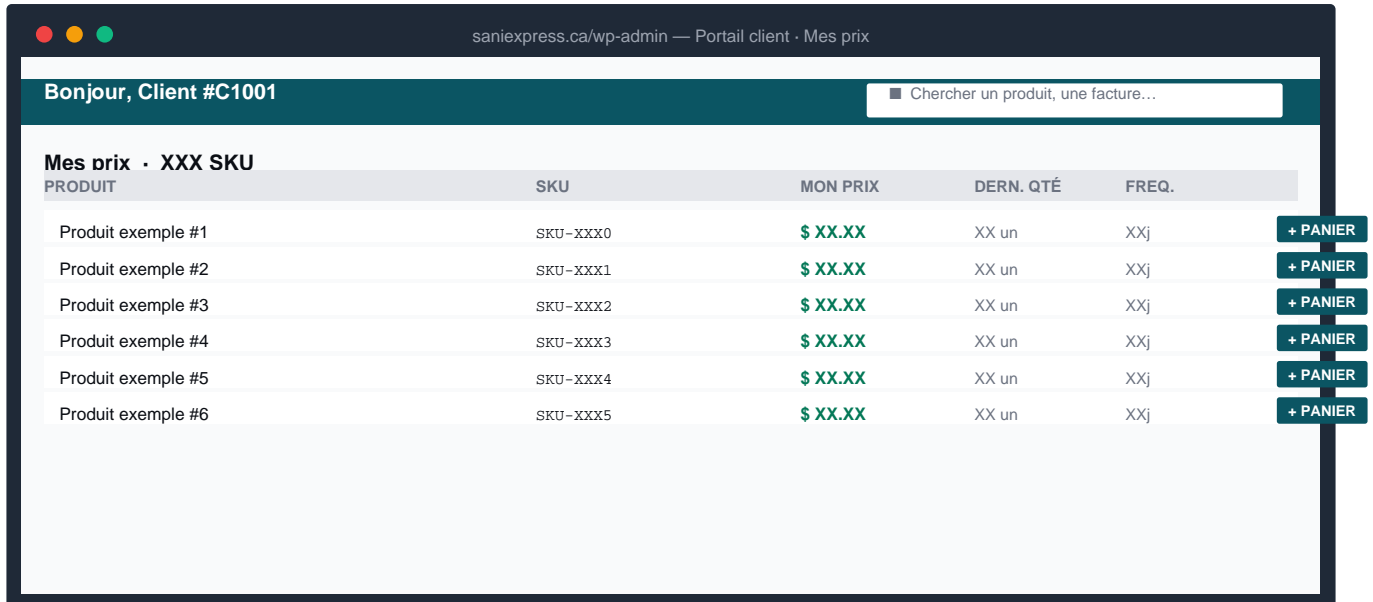 saniexpress.ca/wp-admin — Portail client · Mes prix
Bonjour, Client #C1001
■ Chercher un produit, une facture…
Mes prix · XXX SKU
PRODUIT SKU MON PRIX DERN. QTÉ FREQ.
Produit exemple #1 SKU-XXX0 $ XX.XX XX un XXj + PANIER
Produit exemple #2 SKU-XXX1 $ XX.XX XX un XXj + PANIER
Produit exemple #3 SKU-XXX2 $ XX.XX XX un XXj + PANIER
Produit exemple #4 SKU-XXX3 $ XX.XX XX un XXj + PANIER
Produit exemple #5 SKU-XXX4 $ XX.XX XX un XXj + PANIER
Produit exemple #6 SKU-XXX5 $ XX.XX XX un XXj + PANIER